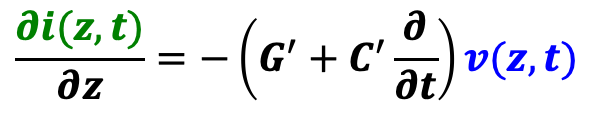 ∂i(z, t)/∂z = −(G′ + C′ ∂/∂t) v(z, t)